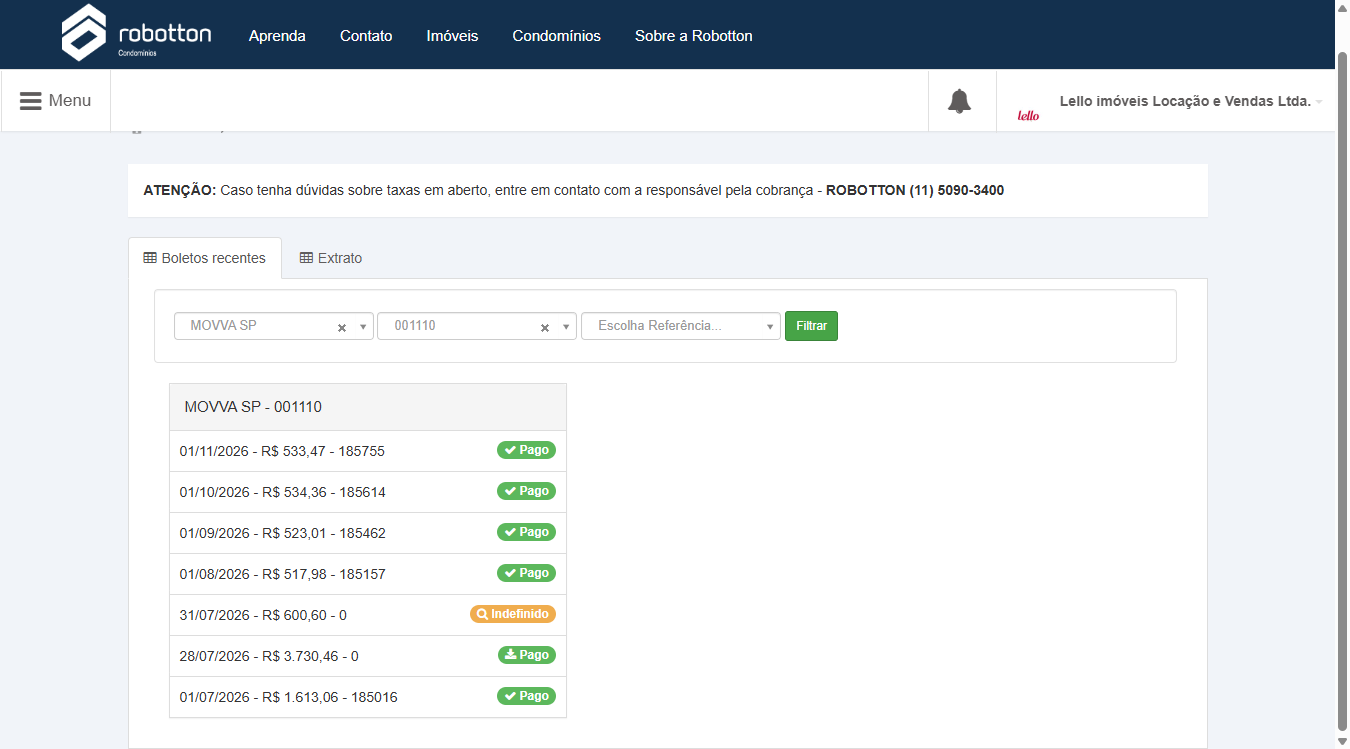 robotton
Condomínios
Aprenda
Contato
Imóveis
Condomínios
Sobre a Robotton
Menu
lello
Lello imóveis Locação e Vendas Ltda.
ATENÇÃO: Caso tenha dúvidas sobre taxas em aberto, entre em contato com a responsável pela cobrança - ROBOTTON (11) 5090-3400
Boletos recentes
Extrato
MOVVA SP
001110
Escolha Referência...
Filtrar
MOVVA SP - 001110
01/11/2026 - R$ 533,47 - 185755 Pago
01/10/2026 - R$ 534,36 - 185614 Pago
01/09/2026 - R$ 523,01 - 185462 Pago
01/08/2026 - R$ 517,98 - 185157 Pago
31/07/2026 - R$ 600,60 - 0 Indefinido
28/07/2026 - R$ 3.730,46 - 0 Pago
01/07/2026 - R$ 1.613,06 - 185016 Pago